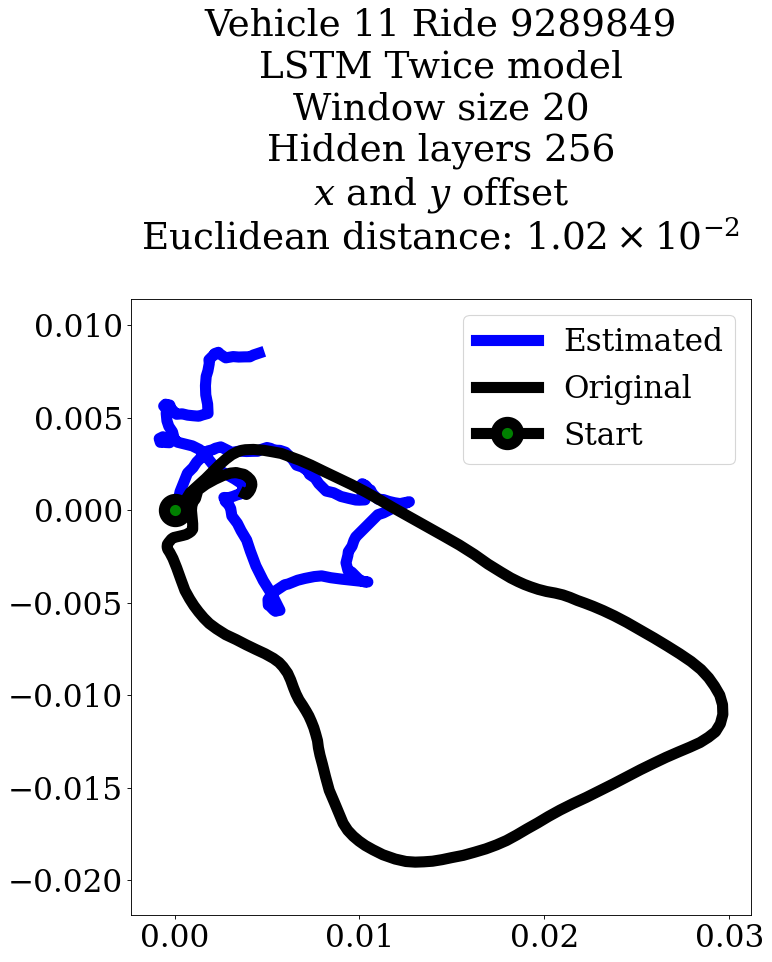 Vehicle 11 Ride 9289849
LSTM Twice model
Window size 20
Hidden layers 256
x and y offset
Euclidean distance: 1.02 × 10⁻²
Estimated
Original
Start
0.010
0.005
0.000
−0.005
−0.010
−0.015
−0.020
0.00 0.01 0.02 0.03